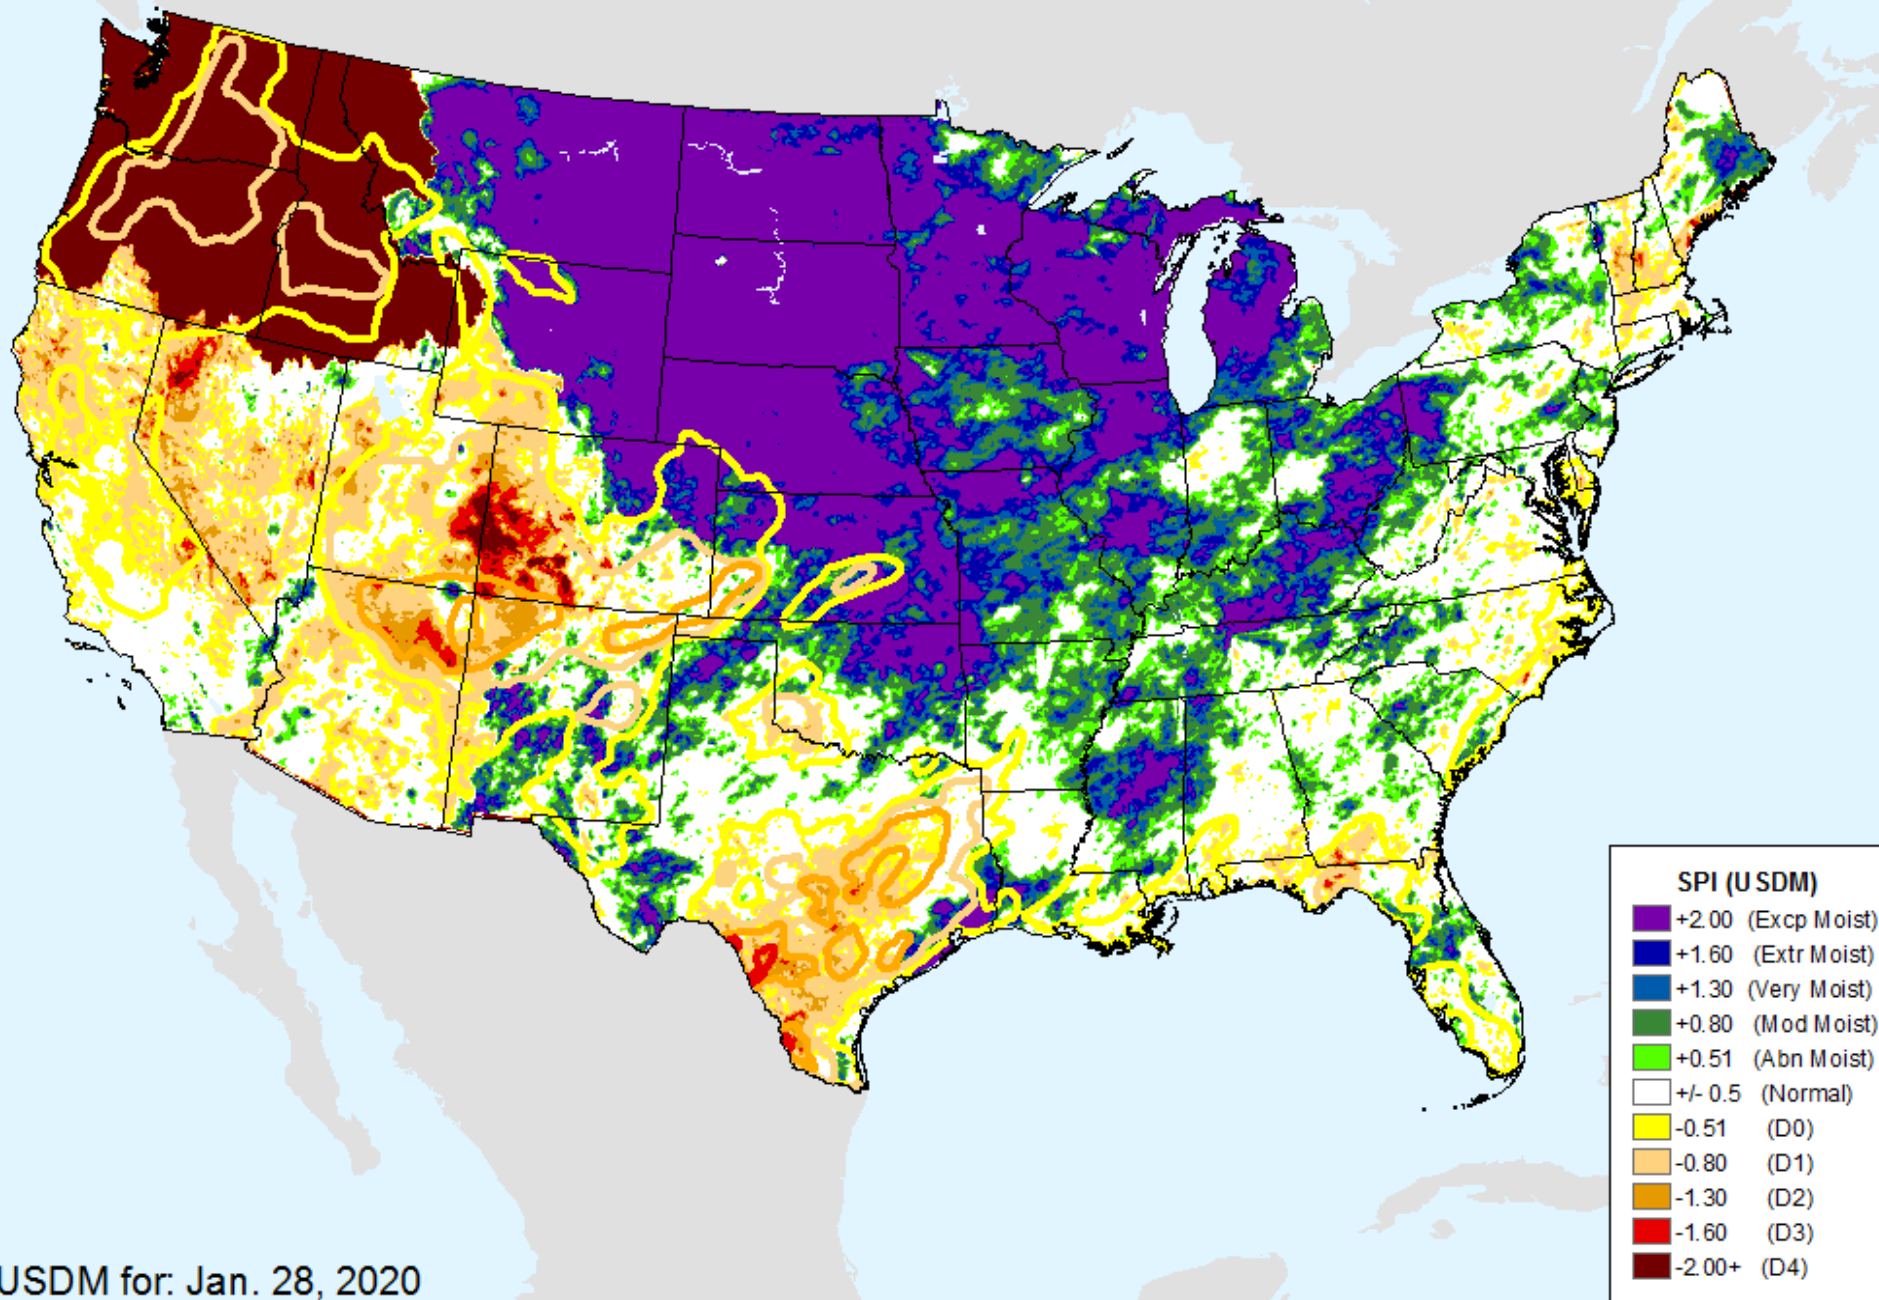 SPI (USDM)
+2.00 (Excp Moist)
+1.60 (Extr Moist)
+1.30 (Very Moist)
+0.80 (Mod Moist)
+0.51 (Abn Moist)
+/- 0.5 (Normal)
-0.51 (D0)
-0.80 (D1)
-1.30 (D2)
-1.60 (D3)
-2.00+ (D4)
USDM for: Jan. 28, 2020